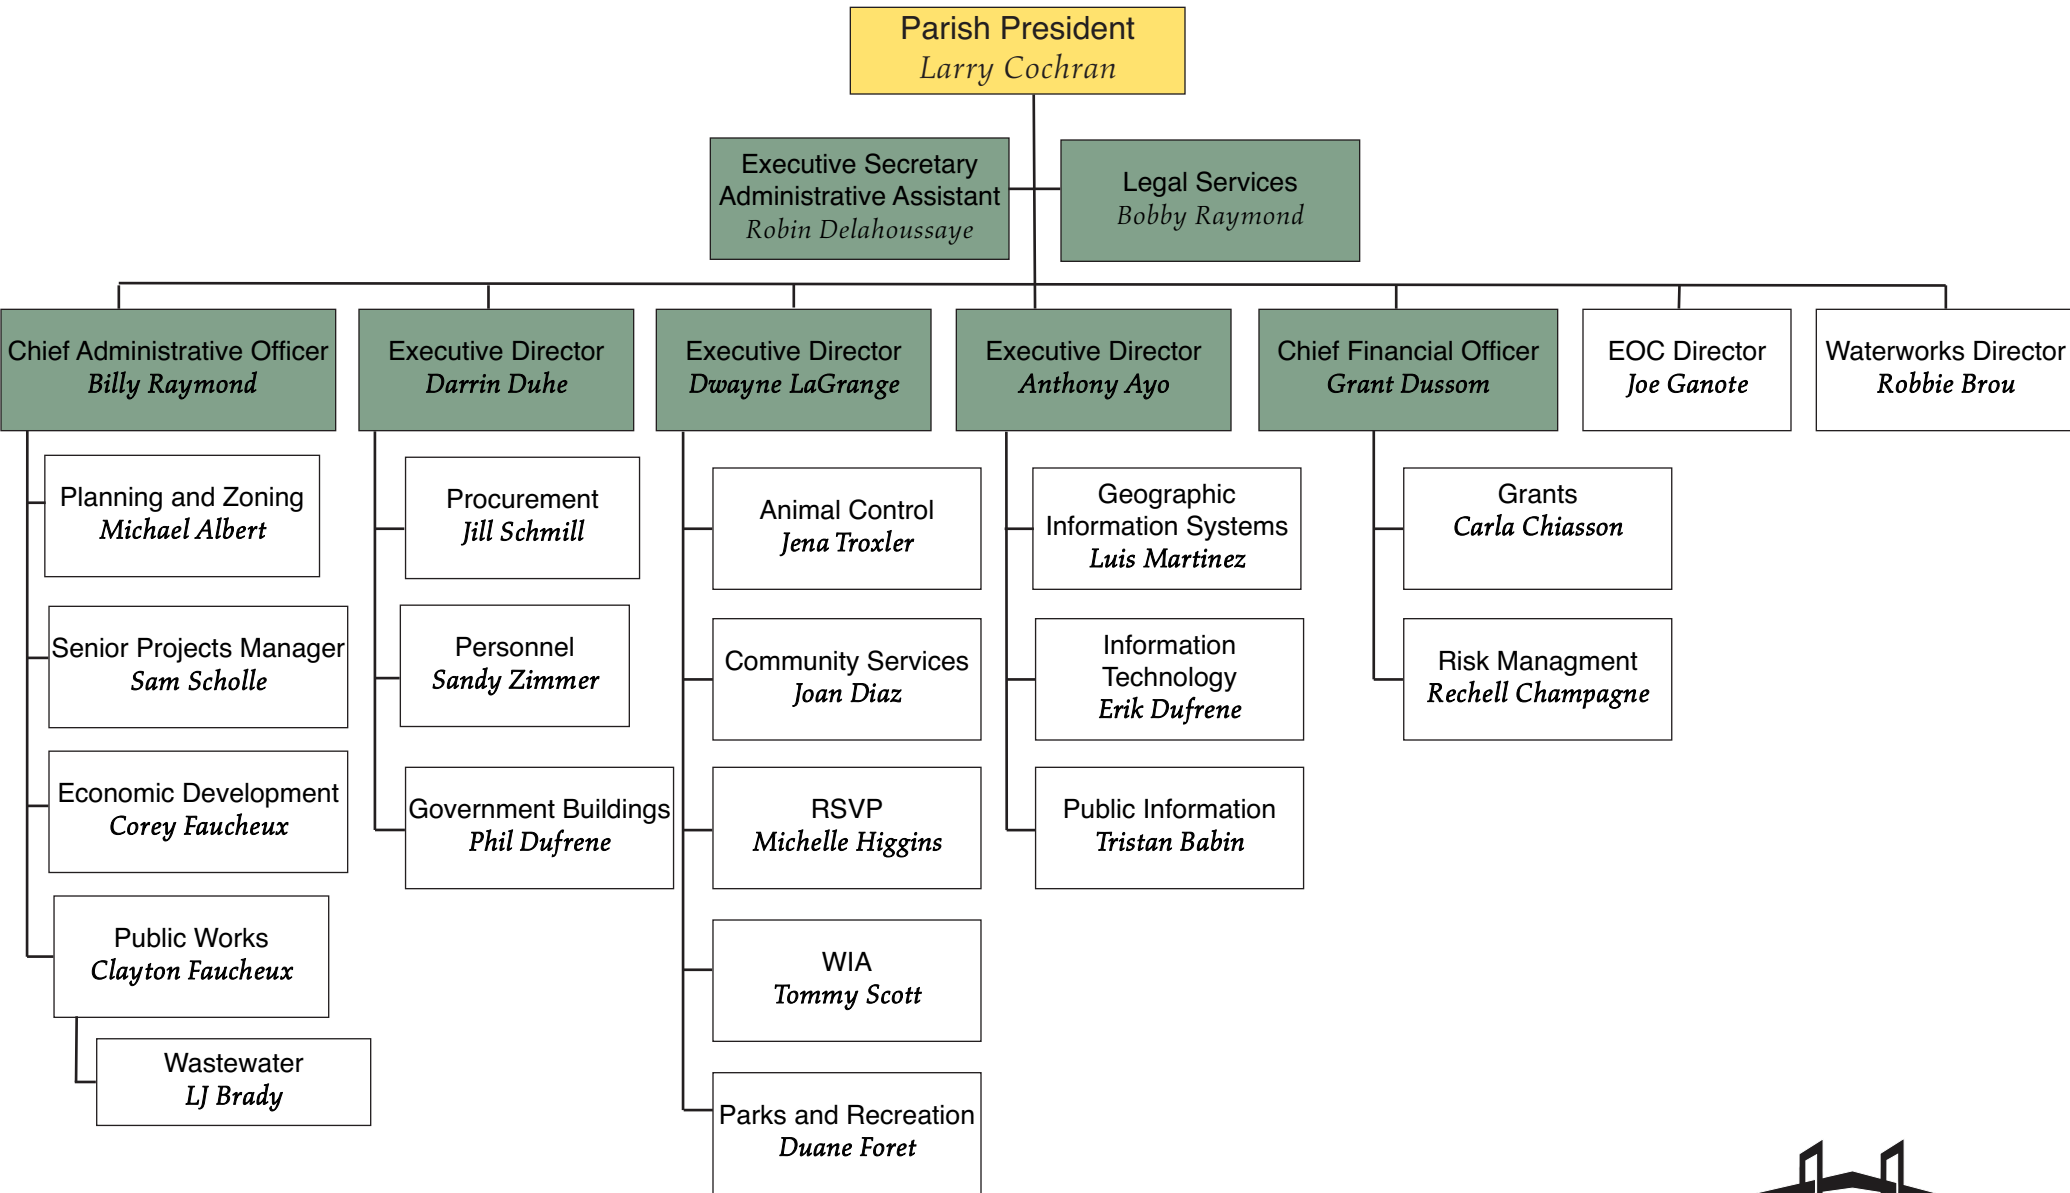 Parish President
Larry Cochran
Executive Secretary
Administrative Assistant
Robin Delahoussaye
Legal Services
Bobby Raymond
Chief Administrative Officer
Billy Raymond
Executive Director
Darrin Duhe
Executive Director
Dwayne LaGrange
Executive Director
Anthony Ayo
Chief Financial Officer
Grant Dussom
EOC Director
Joe Ganote
Waterworks Director
Robbie Brou
Planning and Zoning
Michael Albert
Senior Projects Manager
Sam Scholle
Economic Development
Corey Faucheux
Public Works
Clayton Faucheux
Wastewater
LJ Brady
Procurement
Jill Schmill
Personnel
Sandy Zimmer
Government Buildings
Phil Dufrene
Animal Control
Jena Troxler
Community Services
Joan Diaz
RSVP
Michelle Higgins
WIA
Tommy Scott
Parks and Recreation
Duane Foret
Geographic
Information Systems
Luis Martinez
Information
Technology
Erik Dufrene
Public Information
Tristan Babin
Grants
Carla Chiasson
Risk Managment
Rechell Champagne